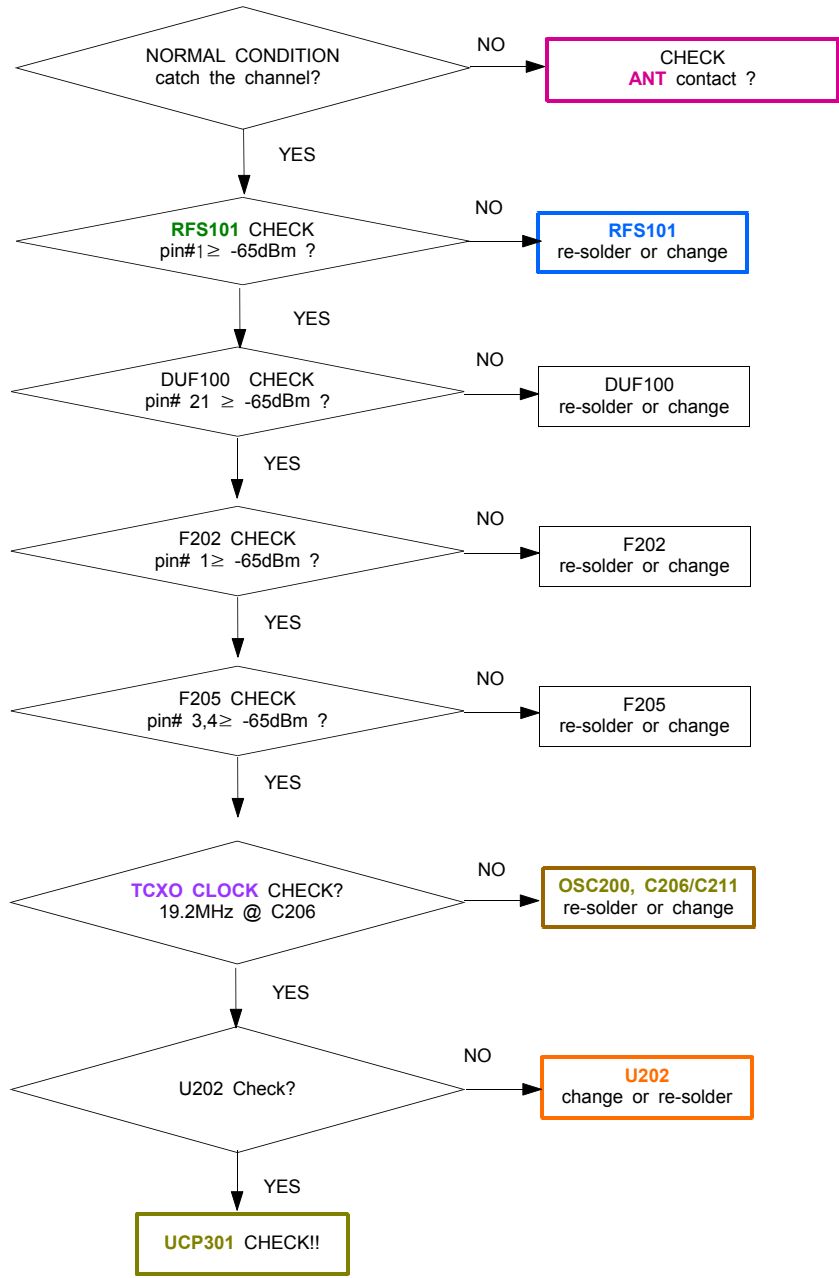 NORMAL CONDITION
catch the channel?
NO
CHECK
ANT contact ?
YES
RFS101 CHECK
pin#1≥ -65dBm ?
NO
RFS101
re-solder or change
YES
DUF100 CHECK
pin# 21 ≥ -65dBm ?
NO
DUF100
re-solder or change
YES
F202 CHECK
pin# 1≥ -65dBm ?
NO
F202
re-solder or change
YES
F205 CHECK
pin# 3,4≥ -65dBm ?
NO
F205
re-solder or change
YES
TCXO CLOCK CHECK?
19.2MHz @ C206
NO
OSC200, C206/C211
re-solder or change
YES
U202 Check?
NO
U202
change or re-solder
YES
UCP301 CHECK!!